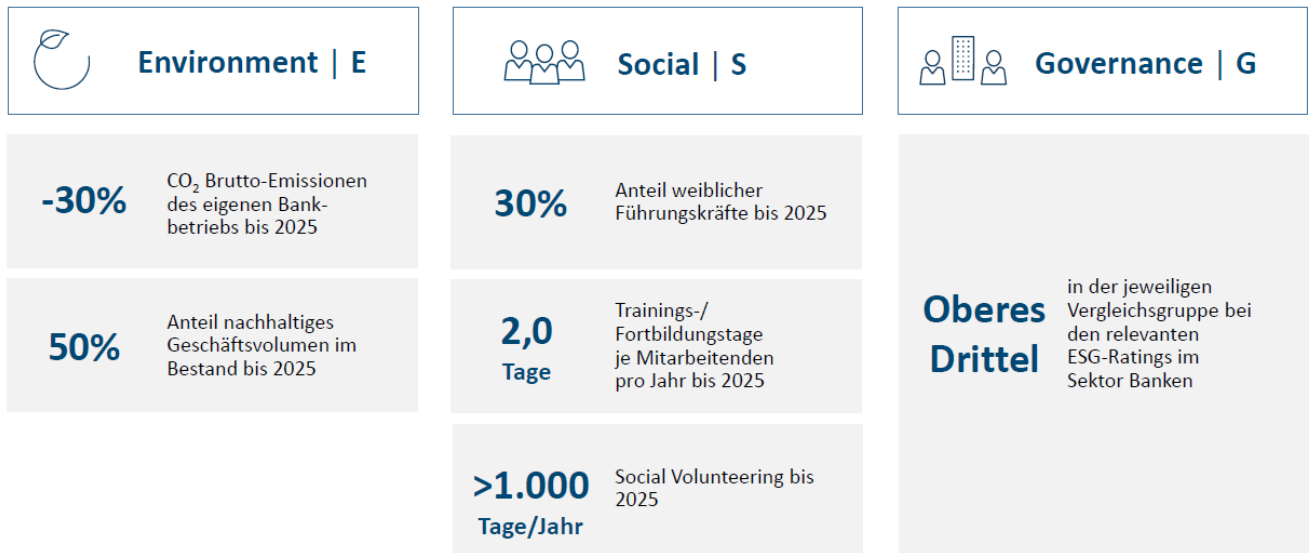 Environment | E
-30%
CO₂ Brutto-Emissionen
des eigenen Bank-
betriebs bis 2025
50%
Anteil nachhaltiges
Geschäftsvolumen im
Bestand bis 2025
Social | S
30%
Anteil weiblicher
Führungskräfte bis 2025
2,0
Tage
Trainings-/
Fortbildungstage
je Mitarbeitenden
pro Jahr bis 2025
>1.000
Tage/Jahr
Social Volunteering bis
2025
Governance | G
Oberes
Drittel
in der jeweiligen
Vergleichsgruppe bei
den relevanten
ESG-Ratings im
Sektor Banken